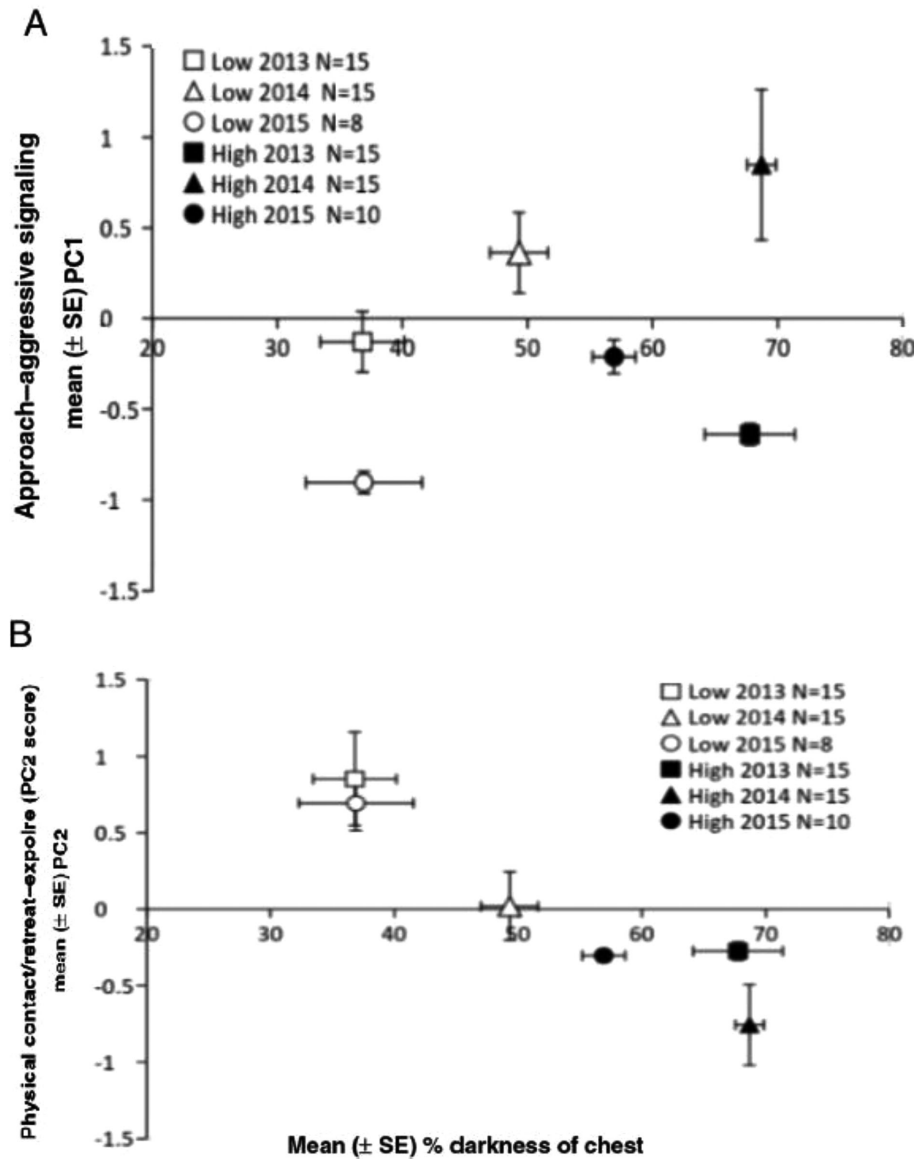 A
Approach–aggressive signaling
mean (± SE) PC1
1.5
1
0.5
0
-0.5
-1
-1.5
Low 2013 N=15
Low 2014 N=15
Low 2015 N=8
High 2013 N=15
High 2014 N=15
High 2015 N=10
20 30 40 50 60 70 80
B
Physical contact/retreat–expolre (PC2 score)
mean (± SE) PC2
1.5
1
0.5
0
-0.5
-1
-1.5
Low 2013 N=15
Low 2014 N=15
Low 2015 N=8
High 2013 N=15
High 2014 N=15
High 2015 N=10
20 30 40 50 60 70 80
Mean (± SE) % darkness of chest